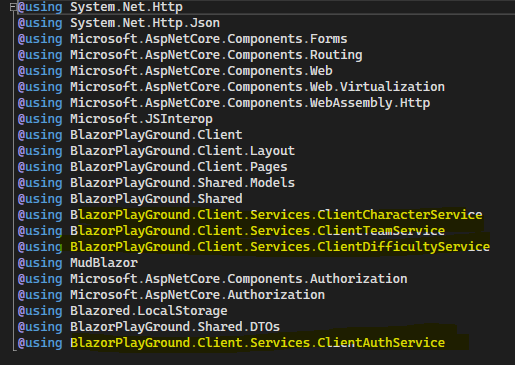 @using System.Net.Http
@using System.Net.Http.Json
@using Microsoft.AspNetCore.Components.Forms
@using Microsoft.AspNetCore.Components.Routing
@using Microsoft.AspNetCore.Components.Web
@using Microsoft.AspNetCore.Components.Web.Virtualization
@using Microsoft.AspNetCore.Components.WebAssembly.Http
@using Microsoft.JSInterop
@using BlazorPlayGround.Client
@using BlazorPlayGround.Client.Layout
@using BlazorPlayGround.Client.Pages
@using BlazorPlayGround.Shared.Models
@using BlazorPlayGround.Shared
@using BlazorPlayGround.Client.Services.ClientCharacterService
@using BlazorPlayGround.Client.Services.ClientTeamService
@using BlazorPlayGround.Client.Services.ClientDifficultyService
@using MudBlazor
@using Microsoft.AspNetCore.Components.Authorization
@using Microsoft.AspNetCore.Authorization
@using Blazored.LocalStorage
@using BlazorPlayGround.Shared.DTOs
@using BlazorPlayGround.Client.Services.ClientAuthService